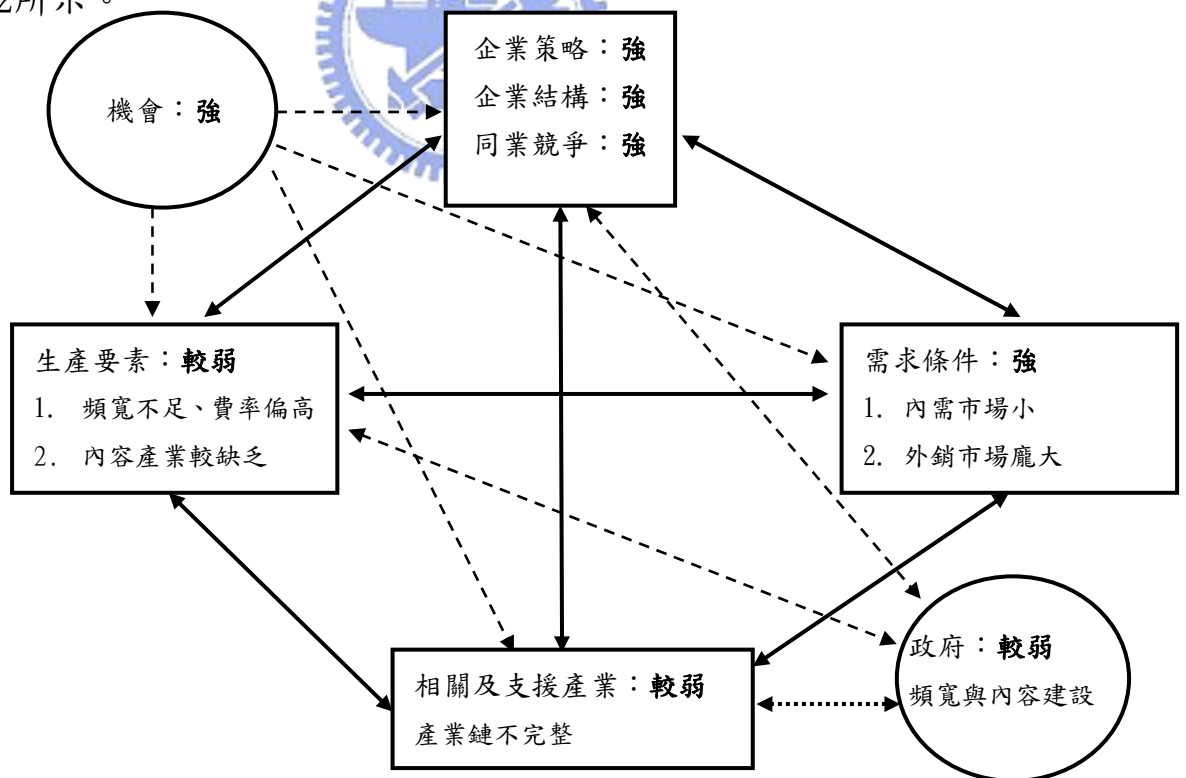 2所示。
企業策略：強
企業結構：強
同業競爭：強
機會：強
生產要素：較弱
1. 頻寬不足、費率偏高
2. 內容產業較缺乏
需求條件：強
1. 內需市場小
2. 外銷市場龐大
相關及支援產業：較弱
產業鏈不完整
政府：較弱
頻寬與內容建設